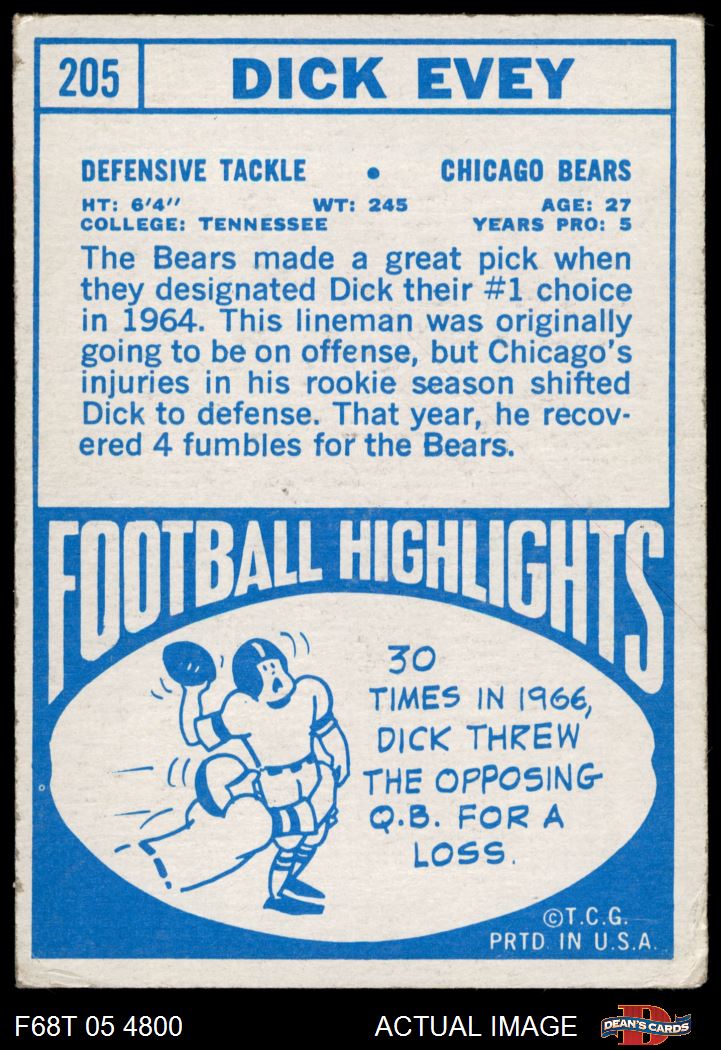 205
DICK EVEY
DEFENSIVE TACKLE • CHICAGO BEARS
HT: 6'4'' WT: 245 AGE: 27
COLLEGE: TENNESSEE YEARS PRO: 5
The Bears made a great pick when
they designated Dick their #1 choice
in 1964. This lineman was originally
going to be on offense, but Chicago's
injuries in his rookie season shifted
Dick to defense. That year, he recov-
ered 4 fumbles for the Bears.
FOOTBALL HIGHLIGHTS
30
TIMES IN 1966,
DICK THREW
THE OPPOSING
Q.B. FOR A
LOSS.
©T.C.G.
PRTD. IN U.S.A.
F68T 05 4800 ACTUAL IMAGE D DEAN'S CARDS